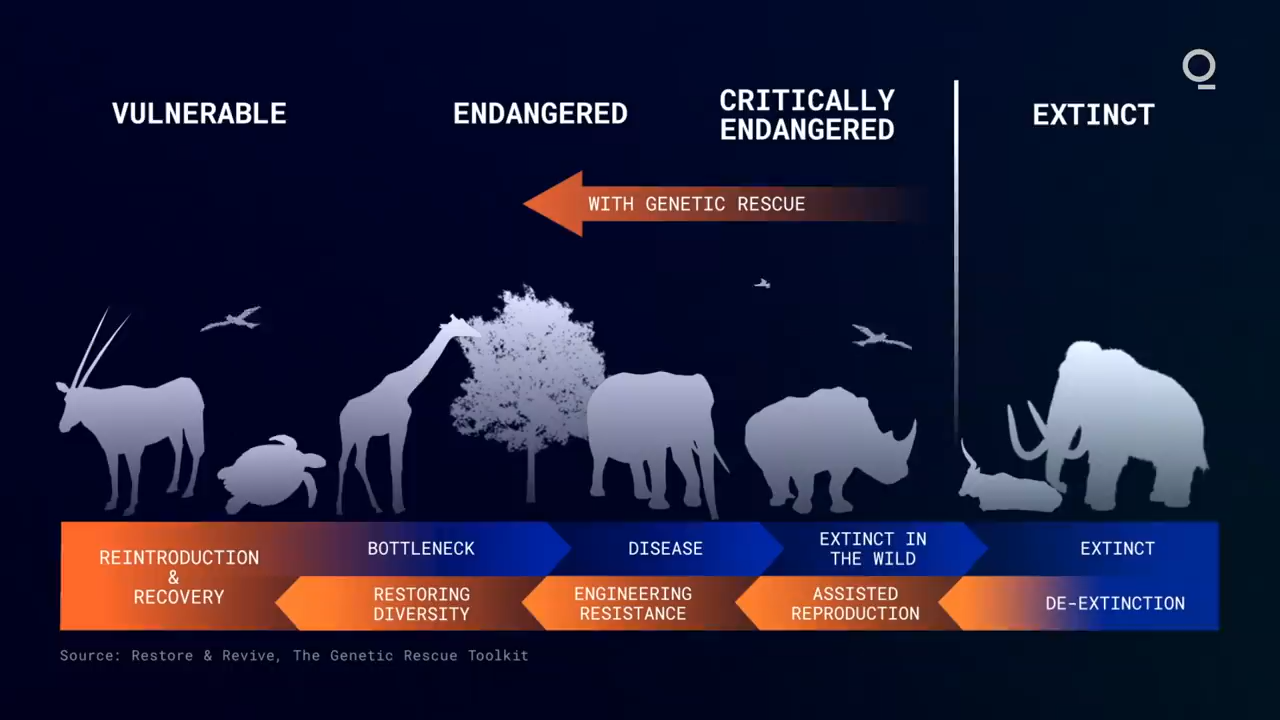 VULNERABLE
ENDANGERED
CRITICALLY
ENDANGERED
EXTINCT
WITH GENETIC RESCUE
REINTRODUCTION
&
RECOVERY
BOTTLENECK
DISEASE
EXTINCT IN
THE WILD
EXTINCT
RESTORING
DIVERSITY
ENGINEERING
RESISTANCE
ASSISTED
REPRODUCTION
DE-EXTINCTION
Source: Restore & Revive, The Genetic Rescue Toolkit